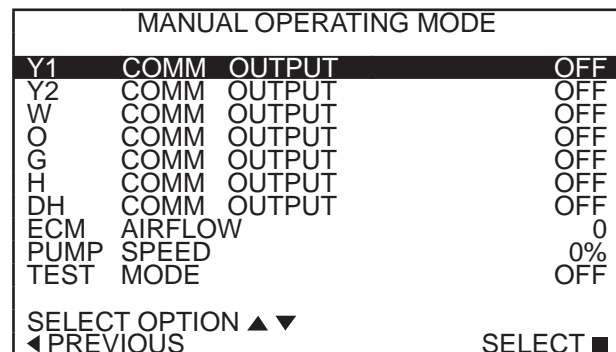 MANUAL OPERATING MODE
Y1 COMM OUTPUT OFF
Y2 COMM OUTPUT OFF
W COMM OUTPUT OFF
O COMM OUTPUT OFF
G COMM OUTPUT OFF
H COMM OUTPUT OFF
DH COMM OUTPUT OFF
ECM AIRFLOW 0
PUMP SPEED 0%
TEST MODE OFF
SELECT OPTION ▲ ▼
◄ PREVIOUS SELECT ■